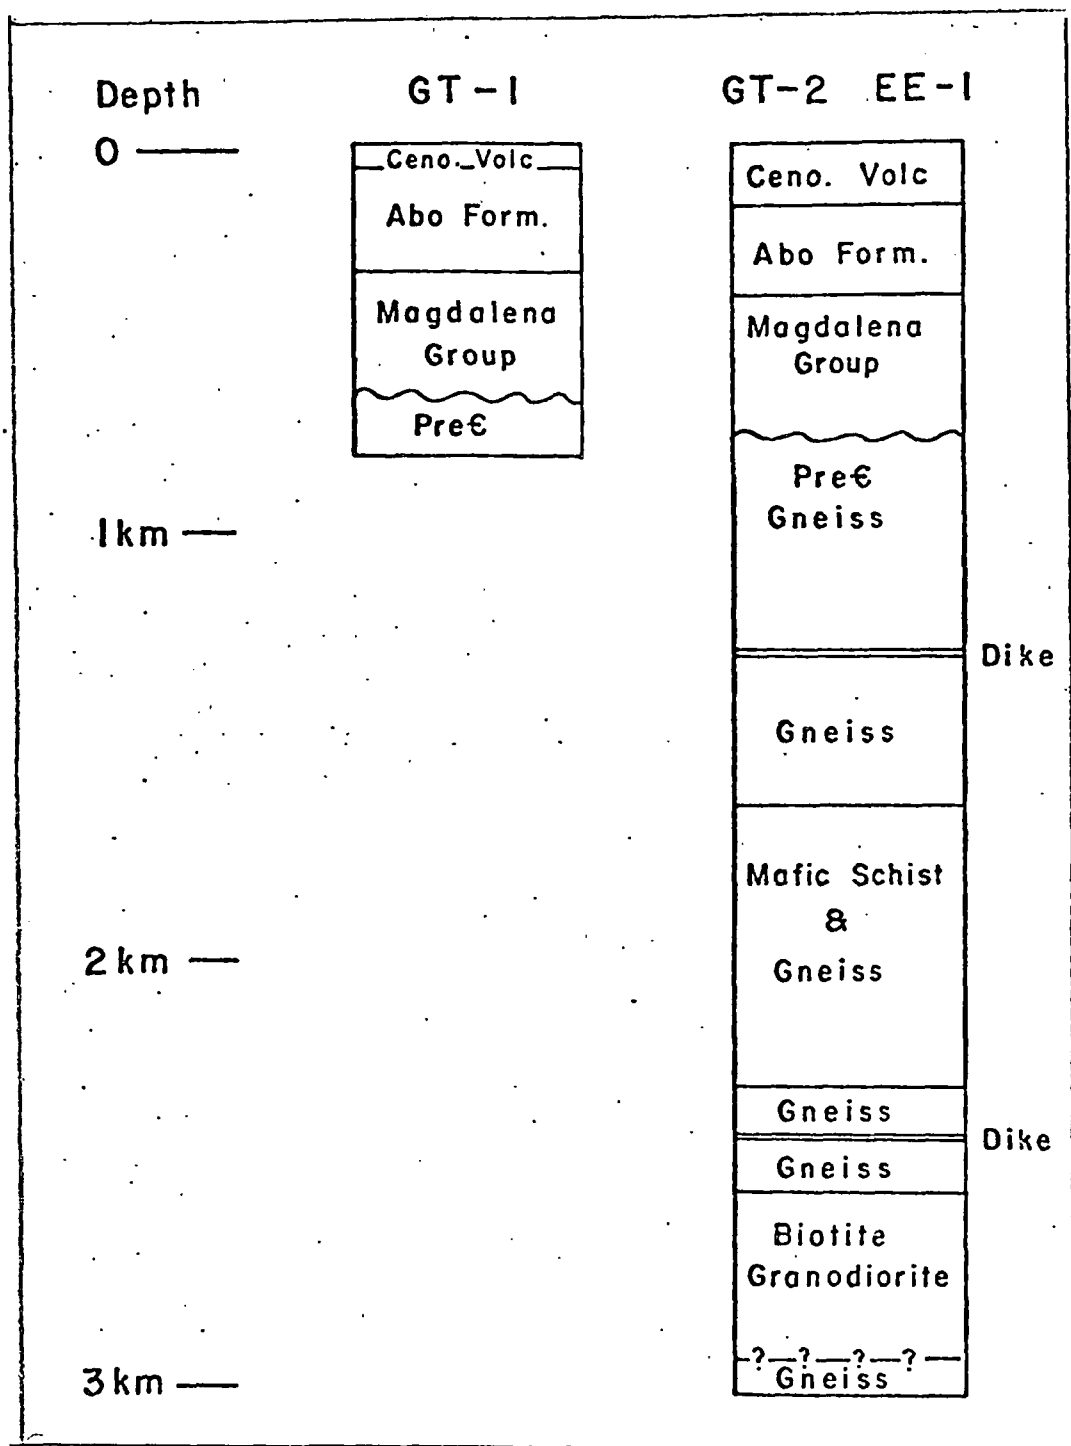 Depth
GT-1
GT-2 EE-1
0
Ceno. Volc
Abo Form.
Magdalena
Group
Pre€
1km
2km
3km
Ceno. Volc
Abo Form.
Magdalena
Group
Pre€
Gneiss
Dike
Gneiss
Mafic Schist
&
Gneiss
Gneiss
Dike
Gneiss
Biotite
Granodiorite
? ? ? ?
Gneiss